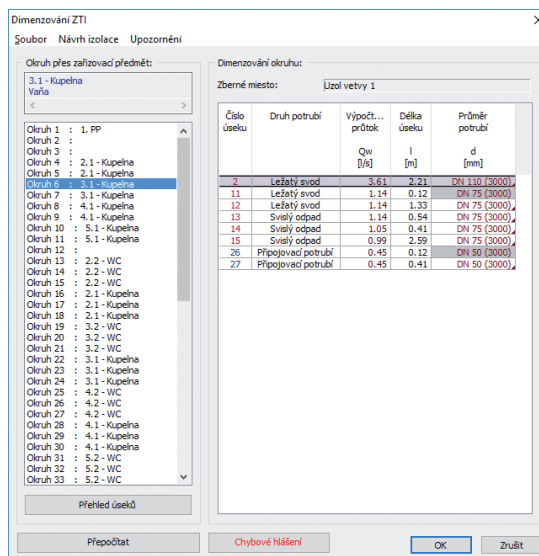 Dimenzování ZTI
Soubor Návrh izolace Upozornění
Okruh přes zařizovací předmět:
3.1 - Kupelna
Vaňa
Okruh 1 : 1. PP
Okruh 2 :
Okruh 3 :
Okruh 4 : 2.1 - Kupelna
Okruh 5 : 2.1 - Kupelna
Okruh 6 : 3.1 - Kupelna
Okruh 7 : 3.1 - Kupelna
Okruh 8 : 4.1 - Kupelna
Okruh 9 : 4.1 - Kupelna
Okruh 10 : 5.1 - Kupelna
Okruh 11 : 5.1 - Kupelna
Okruh 12 :
Okruh 13 : 2.2 - WC
Okruh 14 : 2.2 - WC
Okruh 15 : 2.2 - WC
Okruh 16 : 2.1 - Kupelna
Okruh 17 : 2.1 - Kupelna
Okruh 18 : 2.1 - Kupelna
Okruh 19 : 3.2 - WC
Okruh 20 : 3.2 - WC
Okruh 21 : 3.2 - WC
Okruh 22 : 3.1 - Kupelna
Okruh 23 : 3.1 - Kupelna
Okruh 24 : 3.1 - Kupelna
Okruh 25 : 4.2 - WC
Okruh 26 : 4.2 - WC
Okruh 27 : 4.2 - WC
Okruh 28 : 4.1 - Kupelna
Okruh 29 : 4.1 - Kupelna
Okruh 30 : 4.1 - Kupelna
Okruh 31 : 5.2 - WC
Okruh 32 : 5.2 - WC
Okruh 33 : 5.2 - WC
Přehled úseků
Přepočítat
Dimenzování okruhu:
Zberné miesto: Uzol vetvy 1
Číslo Druh potrubí Výpočt... Délka Průměr
úseku průtok úseku potrubí
Qw l d
[l/s] [m] [mm]
2 Ležatý svod 3.61 2.21 DN 110 (3000)
11 Ležatý svod 1.14 0.12 DN 75 (3000)
12 Ležatý svod 1.14 1.33 DN 75 (3000)
13 Svislý odpad 1.14 0.54 DN 75 (3000)
14 Svislý odpad 1.05 0.41 DN 75 (3000)
15 Svislý odpad 0.99 2.59 DN 75 (3000)
26 Připojovací potrubí 0.45 0.12 DN 50 (3000)
27 Připojovací potrubí 0.45 0.41 DN 50 (3000)
Chybové hlášení
OK
Zrušit